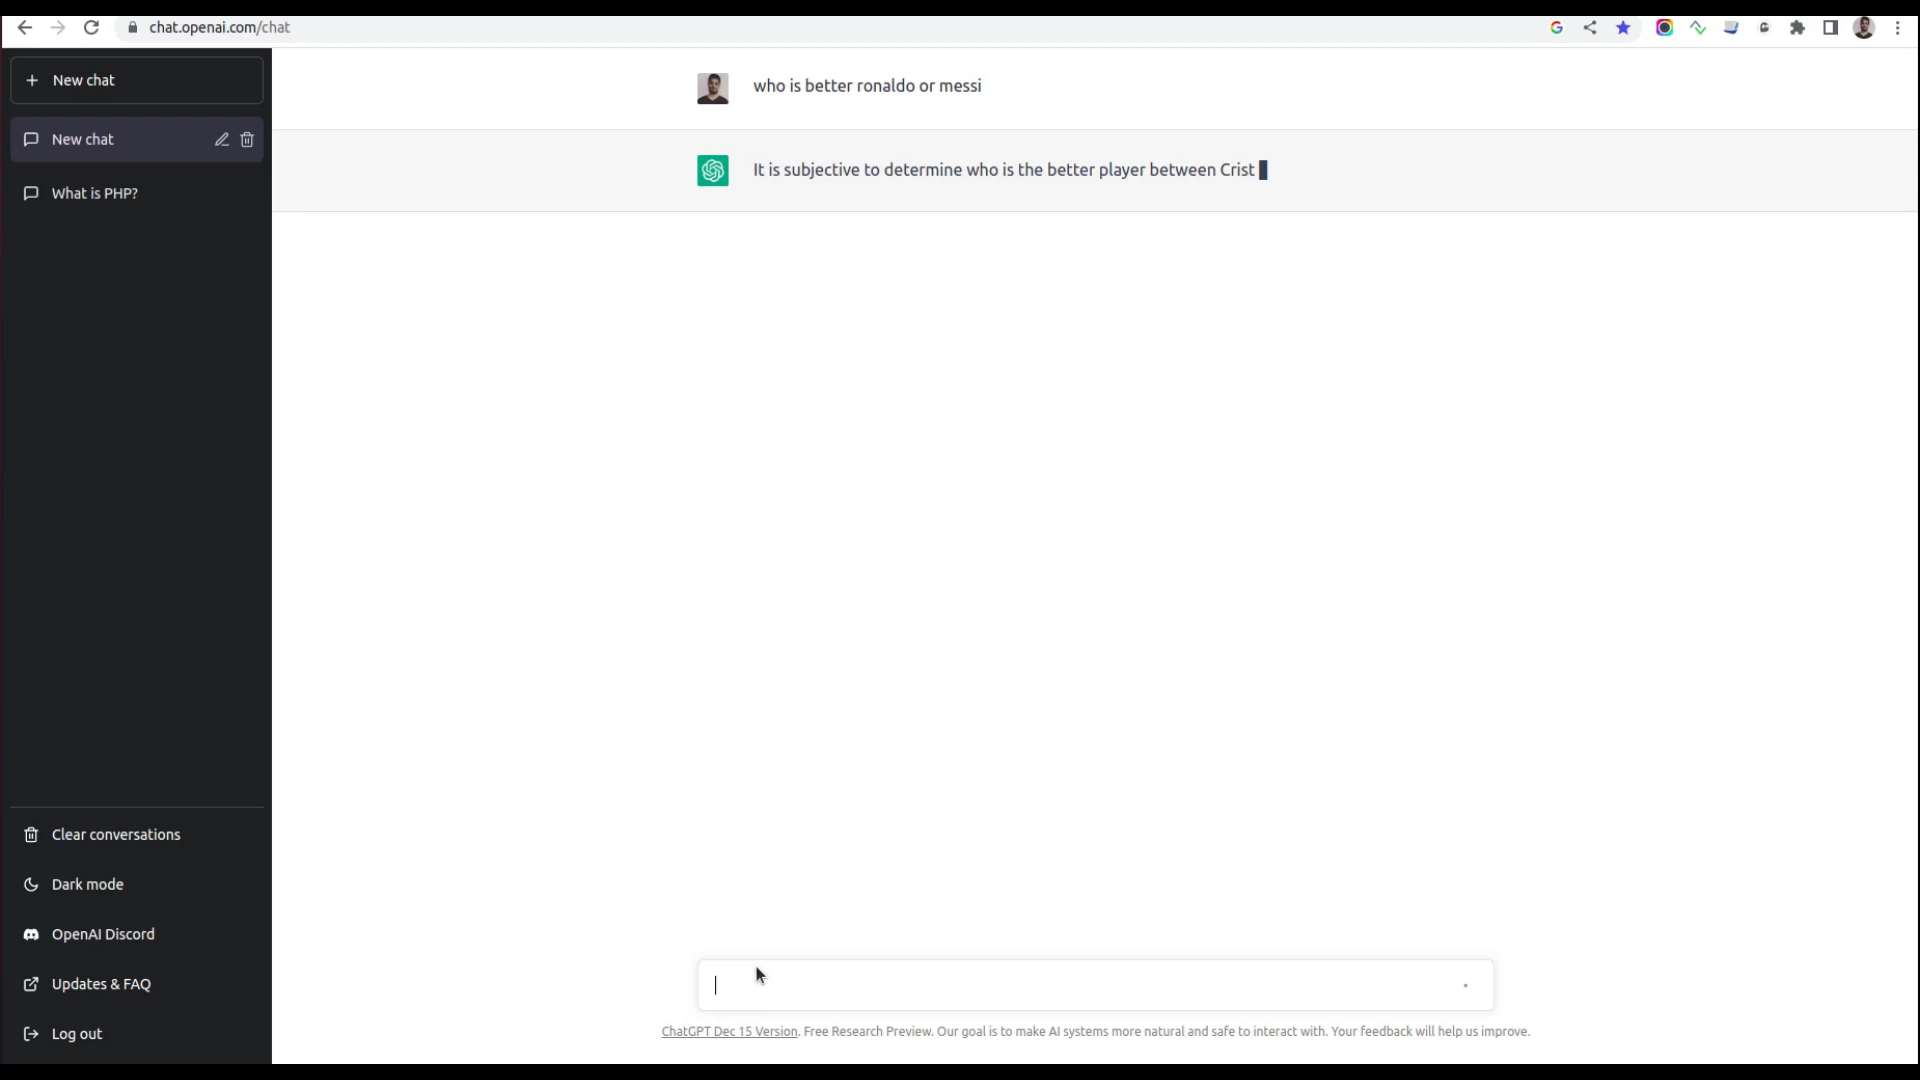 chat.openai.com/chat
New chat
New chat
What is PHP?
who is better ronaldo or messi
It is subjective to determine who is the better player between Crist
Clear conversations
Dark mode
OpenAI Discord
Updates & FAQ
Log out
ChatGPT Dec 15 Version. Free Research Preview. Our goal is to make AI systems more natural and safe to interact with. Your feedback will help us improve.